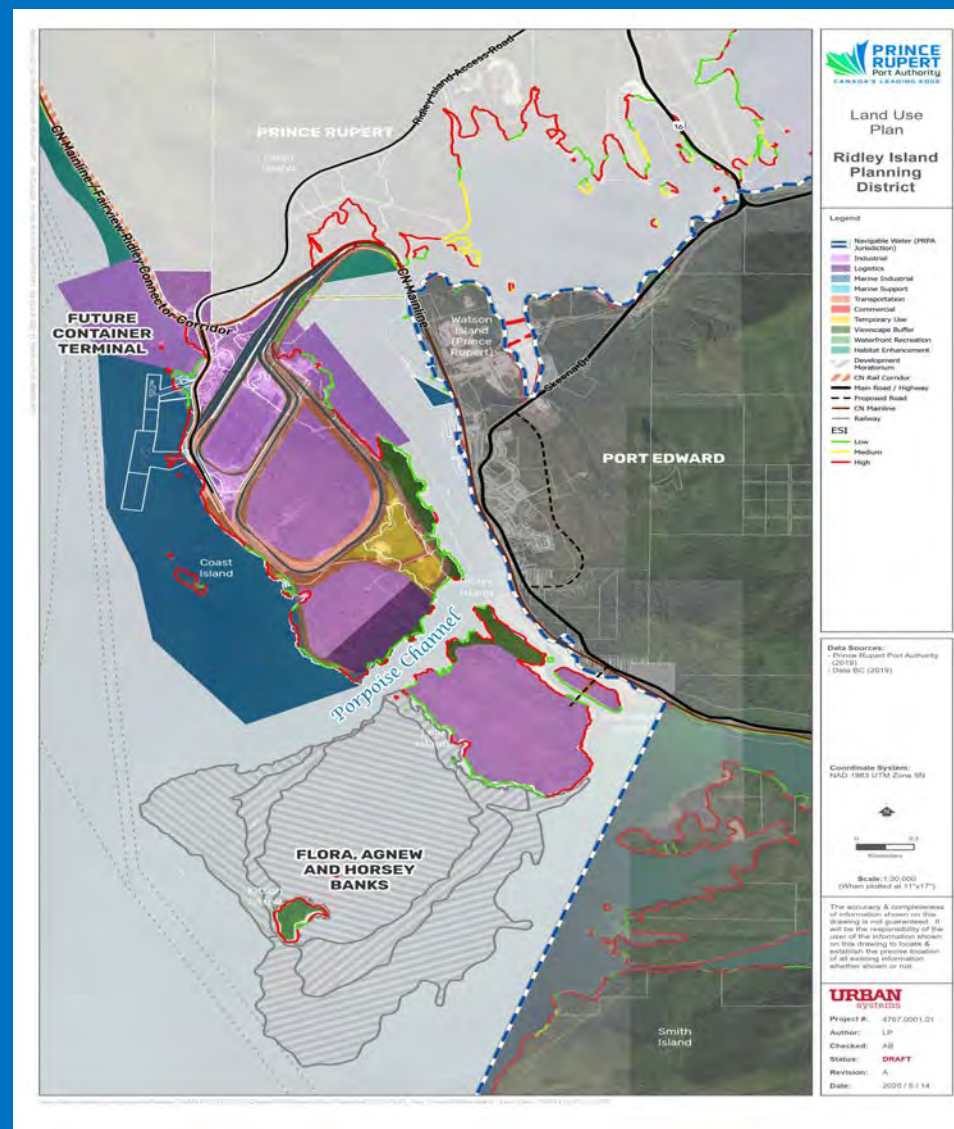 PRINCE
RUPERT
Port Authority
CANADA'S LEADING EDGE
Land Use
Plan
Ridley Island
Planning
District
Legend
Navigable Water (PRPA
Jurisdiction)
Industrial
Logistics
Marine Industrial
Marine Support
Transportation
Commercial
Temporary Use
Viewscape Buffer
Waterfront Recreation
Habitat Enhancement
Development
Moratorium
CN Rail Corridor
Main Road / Highway
Proposed Road
CN Mainline
Railway
ESI
Low
Medium
High
Data Sources:
- Prince Rupert Port Authority
(2019)
- Data BC (2019)
Coordinate System:
NAD 1983 UTM Zone 9N
Kilometers
Scale: 1:30,000
(When plotted at 11"x17")
The accuracy & completeness
of information shown on this
drawing is not guaranteed. It
will be the responsibility of the
user of the information shown
on this drawing to locate &
establish the precise location
of all existing information
whether shown or not.
URBAN
systems
Project #: 4767.0001.01
Author: LP
Checked: AB
Status: DRAFT
Revision: A
Date: 2020 / 5 / 14
Ridley Island Access Road
PRINCE RUPERT
16
CN Mainline / Fairview Ridley Connector Corridor
CN Mainline
FUTURE
CONTAINER
TERMINAL
Watson
Island
(Prince
Rupert)
Skeena Dr
PORT EDWARD
Coast
Island
Porpoise Channel
FLORA, AGNEW
AND HORSEY
BANKS
Smith
Island